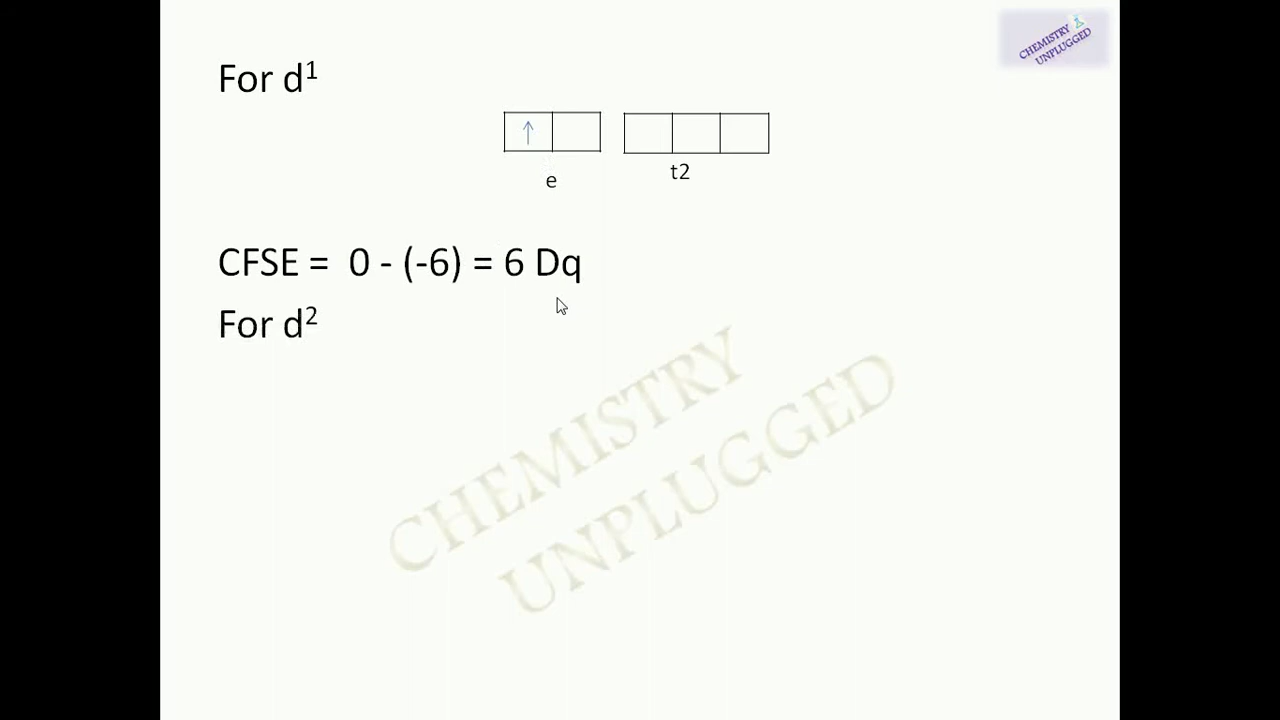 CHEMISTRY
UNPLUGGED
For d¹
↑
e
t2
CFSE = 0 - (-6) = 6 Dq
For d²
CHEMISTRY
UNPLUGGED